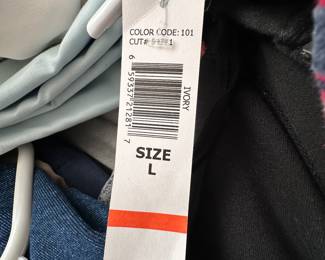 COLOR CODE: 101
CUT#
IVORY
6 59337 21281 7
SIZE
L